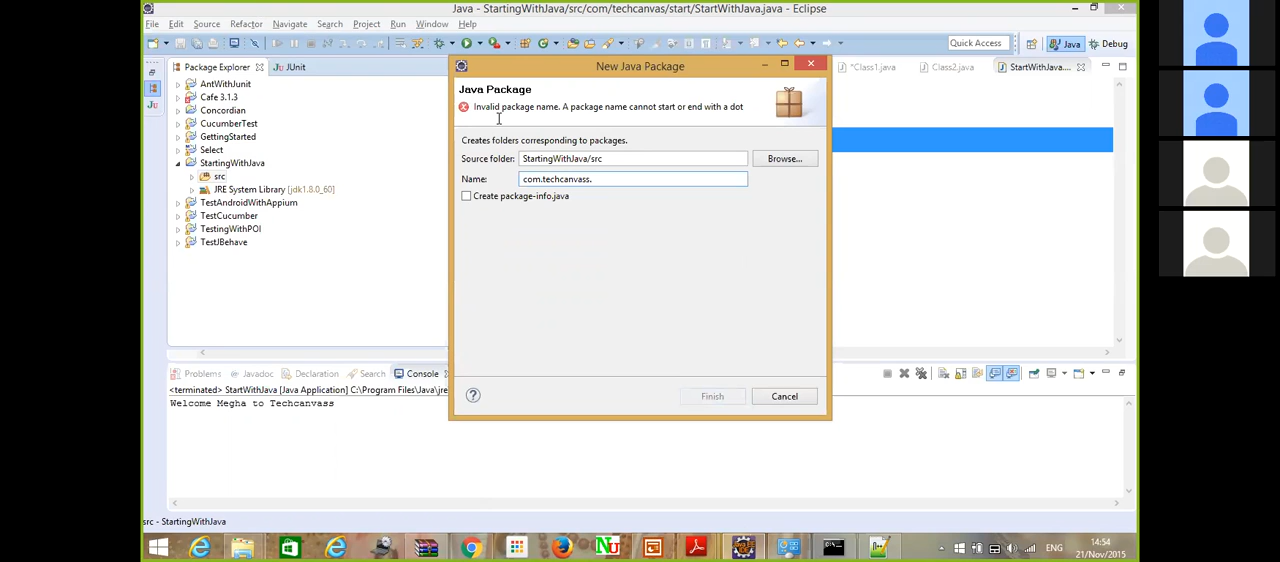 Java - StartingWithJava/src/com/techcanvas/start/StartWithJava.java - Eclipse
File Edit Source Refactor Navigate Search Project Run Window Help
Quick Access
Java
Debug
Package Explorer
JUnit
*Class1.java
Class2.java
StartWithJava....
AntWithJunit
Cafe 3.1.3
Concordian
CucumberTest
GettingStarted
Select
StartingWithJava
src
JRE System Library [jdk1.8.0_60]
TestAndroidWithAppium
TestCucumber
TestingWithPOI
TestJBehave
New Java Package
Java Package
Invalid package name. A package name cannot start or end with a dot
Creates folders corresponding to packages.
Source folder: StartingWithJava/src Browse...
Name: com.techcanvass.
Create package-info.java
Finish Cancel
Problems Javadoc Declaration Search Console
<terminated> StartWithJava [Java Application] C:\Program Files\Java\jre
Welcome Megha to Techcanvass
src - StartingWithJava
ENG
14:54
21/Nov/2015